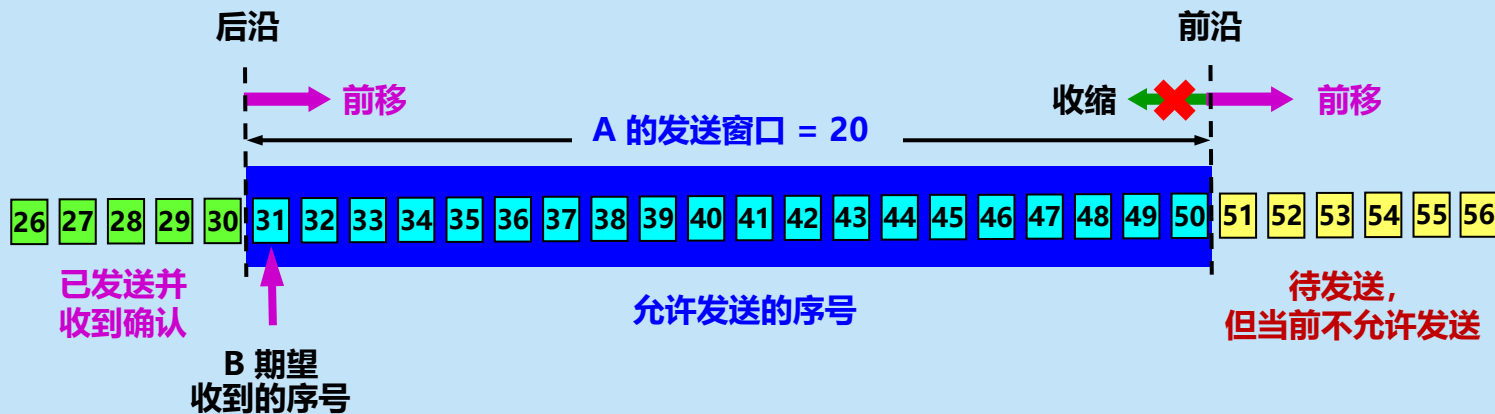 后沿
前沿
前移
收缩
前移
A 的发送窗口 = 20
26 27 28 29 30 31 32 33 34 35 36 37 38 39 40 41 42 43 44 45 46 47 48 49 50 51 52 53 54 55 56
已发送并
收到确认
允许发送的序号
待发送，
但当前不允许发送
B 期望
收到的序号